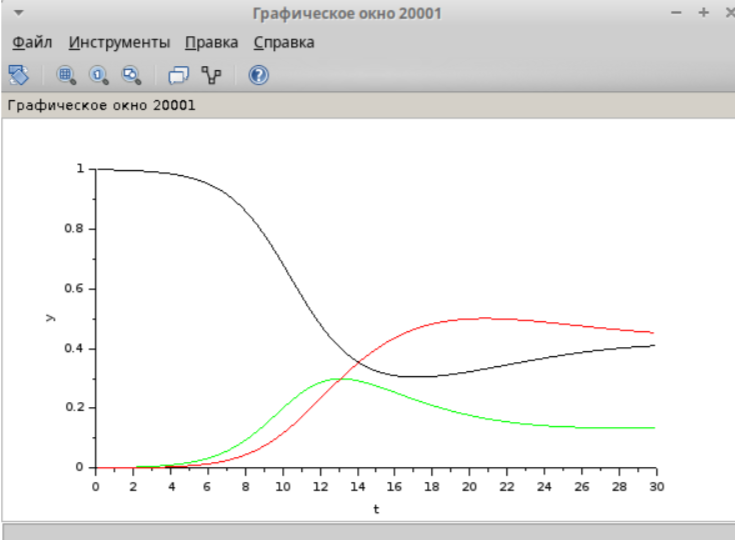 Графическое окно 20001
Файл Инструменты Правка Справка
Графическое окно 20001
1
0.8
0.6
y
0.4
0.2
0
0 2 4 6 8 10 12 14 16 18 20 22 24 26 28 30
t